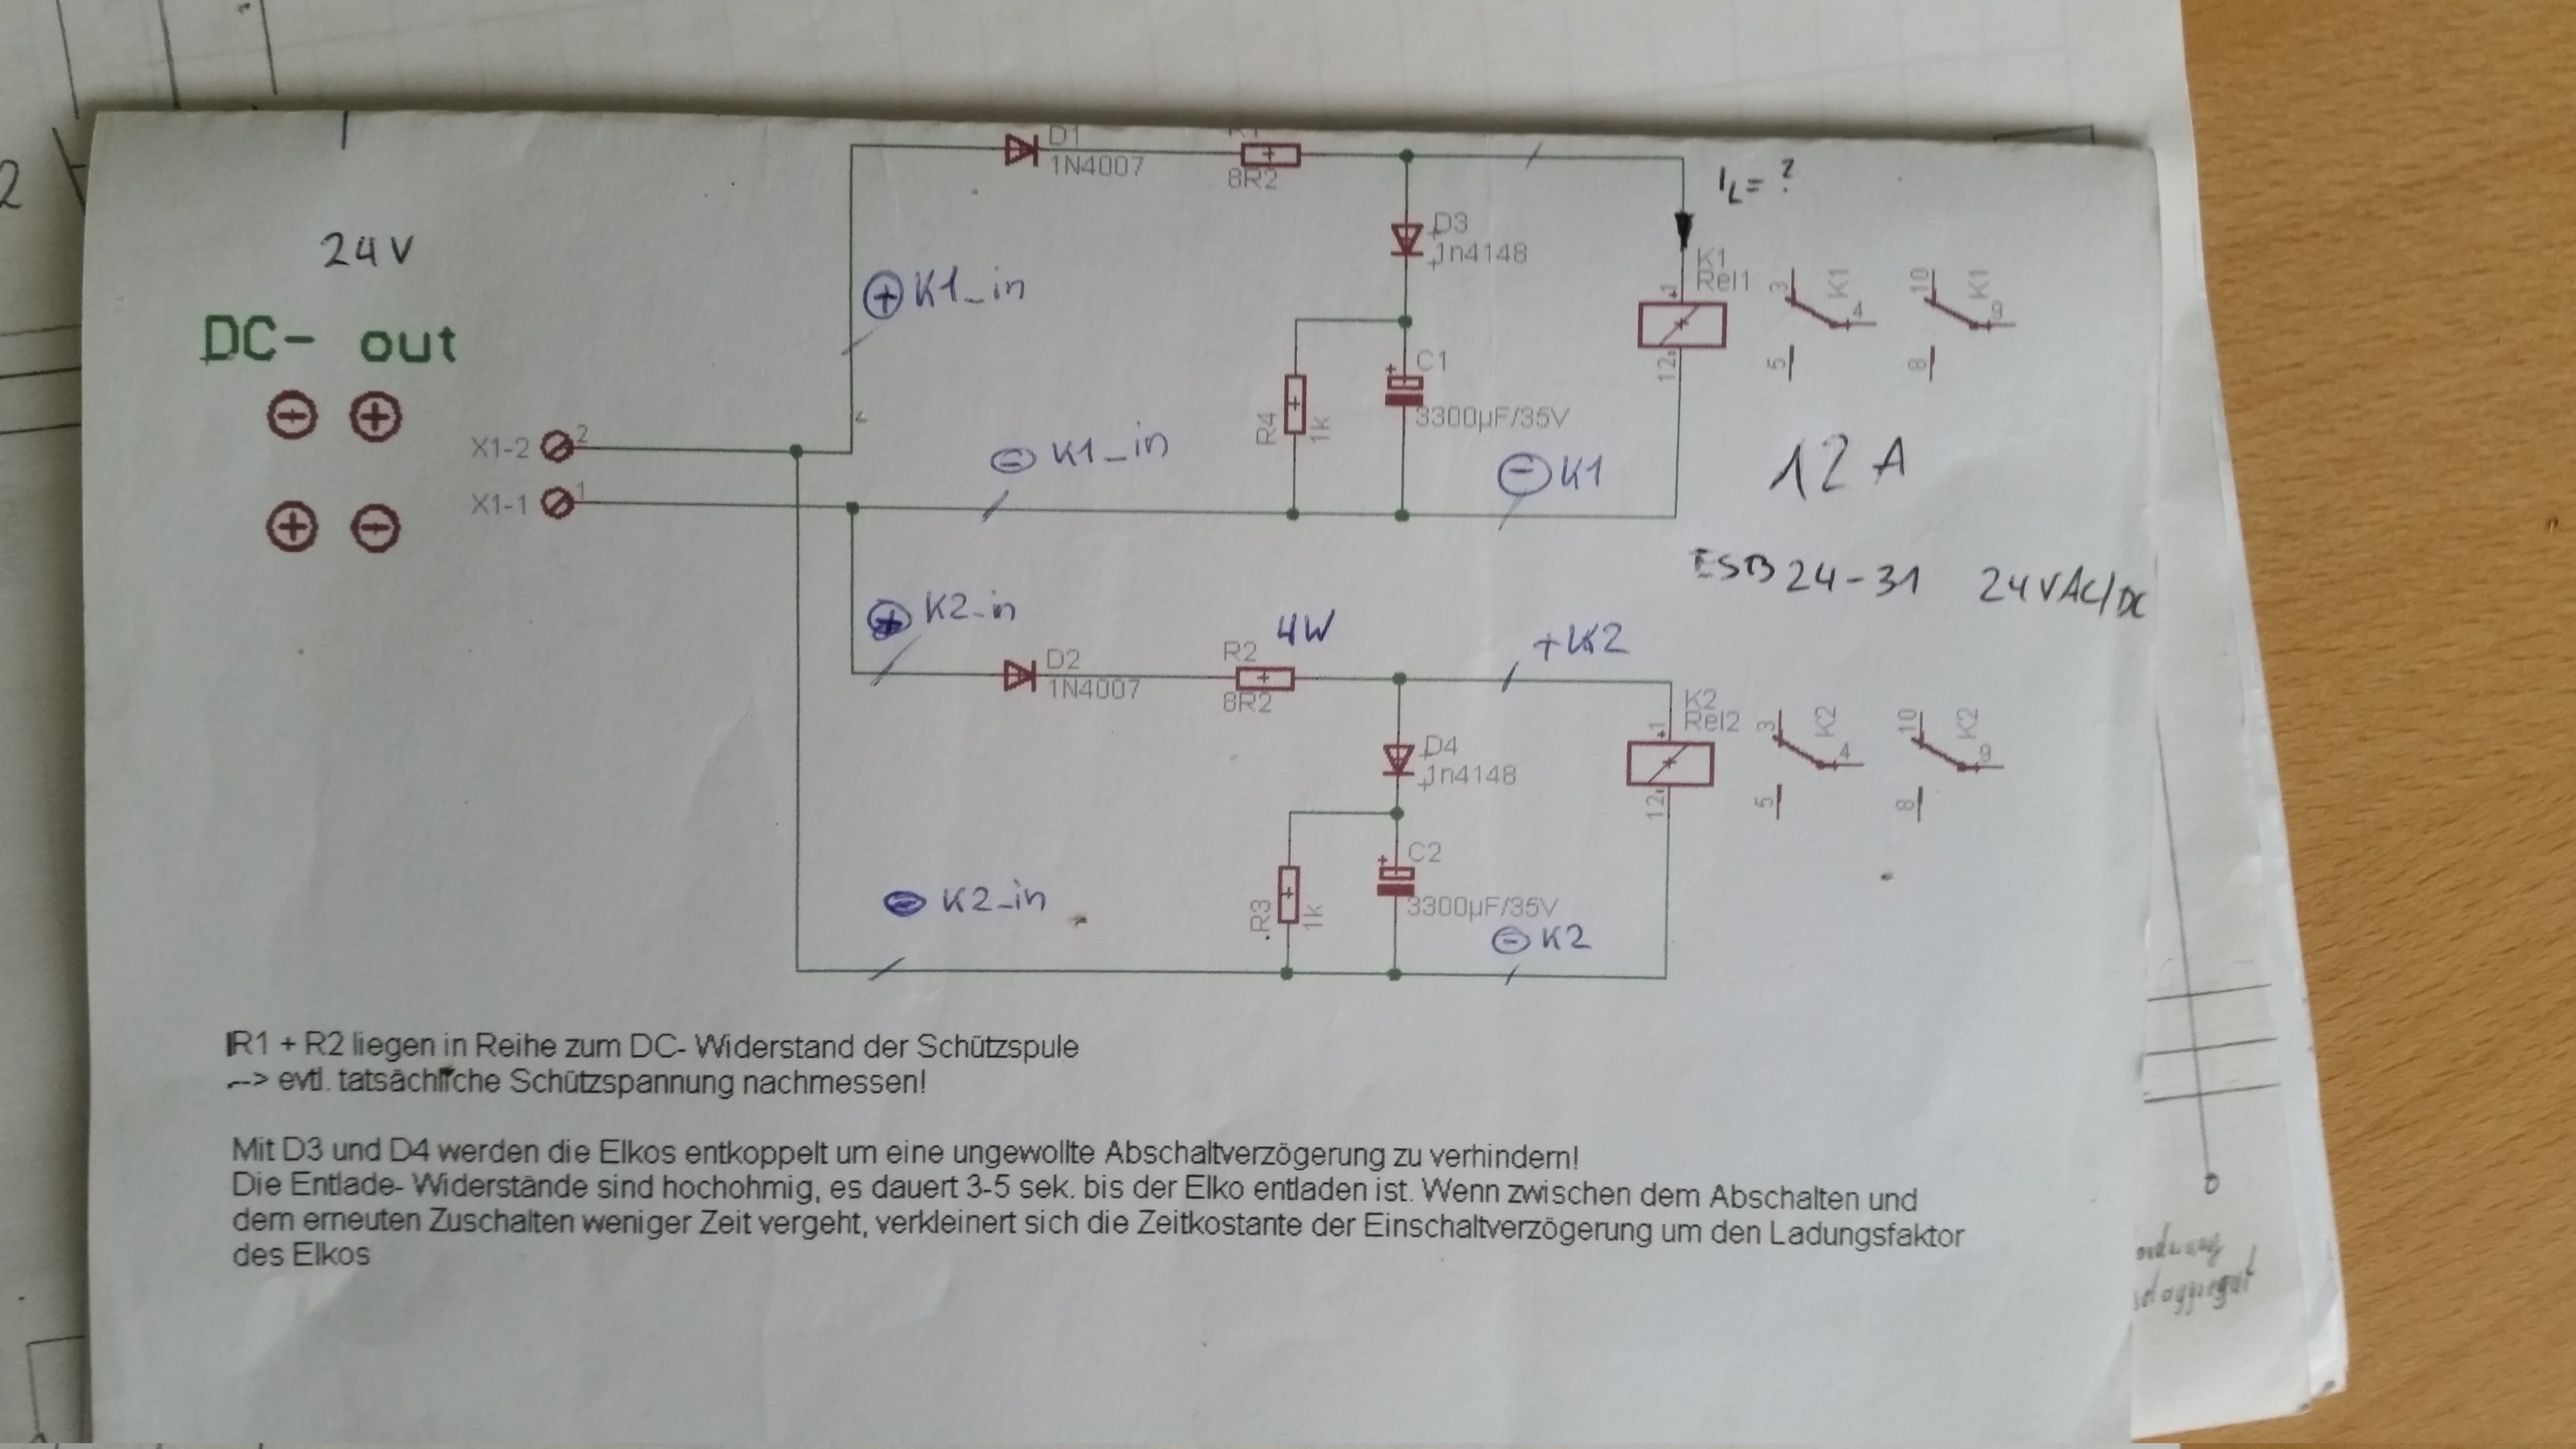 2
24V
DC- out
X1-2
2
X1-1
1
D1
1N4007
8R2
IL = ?
D3
1n4148
K1
Rel1
1
12
3
4
5
K1
10
9
8
K1
⊕ K1_in
R4
1k
C1
3300µF/35V
⊖ K1_in
⊖ K1
12 A
ESB 24-31 24VAC/DC
⊕ K2_in
D2
1N4007
R2
4W
8R2
+K2
D4
1n4148
K2
Rel2
1
12
3
4
5
K2
10
9
8
K2
R3
1k
C2
3300µF/35V
⊖ K2_in
⊖ K2
R1 + R2 liegen in Reihe zum DC- Widerstand der Schützspule
--> evtl. tatsächliche Schützspannung nachmessen!
Mit D3 und D4 werden die Elkos entkoppelt um eine ungewollte Abschaltverzögerung zu verhindern!
Die Entlade- Widerstände sind hochohmig, es dauert 3-5 sek. bis der Elko entladen ist. Wenn zwischen dem Abschalten und
dem erneuten Zuschalten weniger Zeit vergeht, verkleinert sich die Zeitkostante der Einschaltverzögerung um den Ladungsfaktor
des Elkos